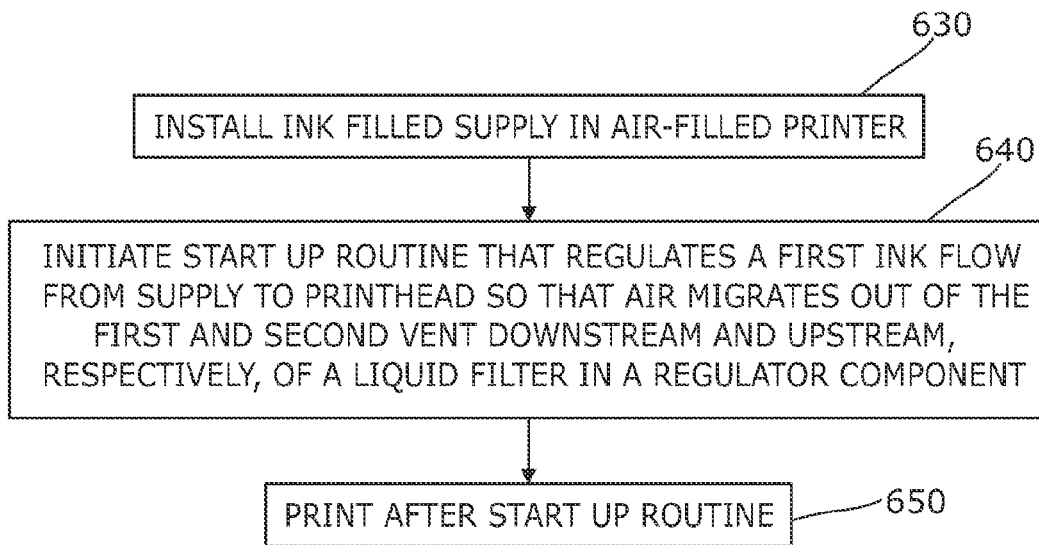 630
INSTALL INK FILLED SUPPLY IN AIR-FILLED PRINTER
640
INITIATE START UP ROUTINE THAT REGULATES A FIRST INK FLOW
FROM SUPPLY TO PRINTHEAD SO THAT AIR MIGRATES OUT OF THE
FIRST AND SECOND VENT DOWNSTREAM AND UPSTREAM,
RESPECTIVELY, OF A LIQUID FILTER IN A REGULATOR COMPONENT
PRINT AFTER START UP ROUTINE
650